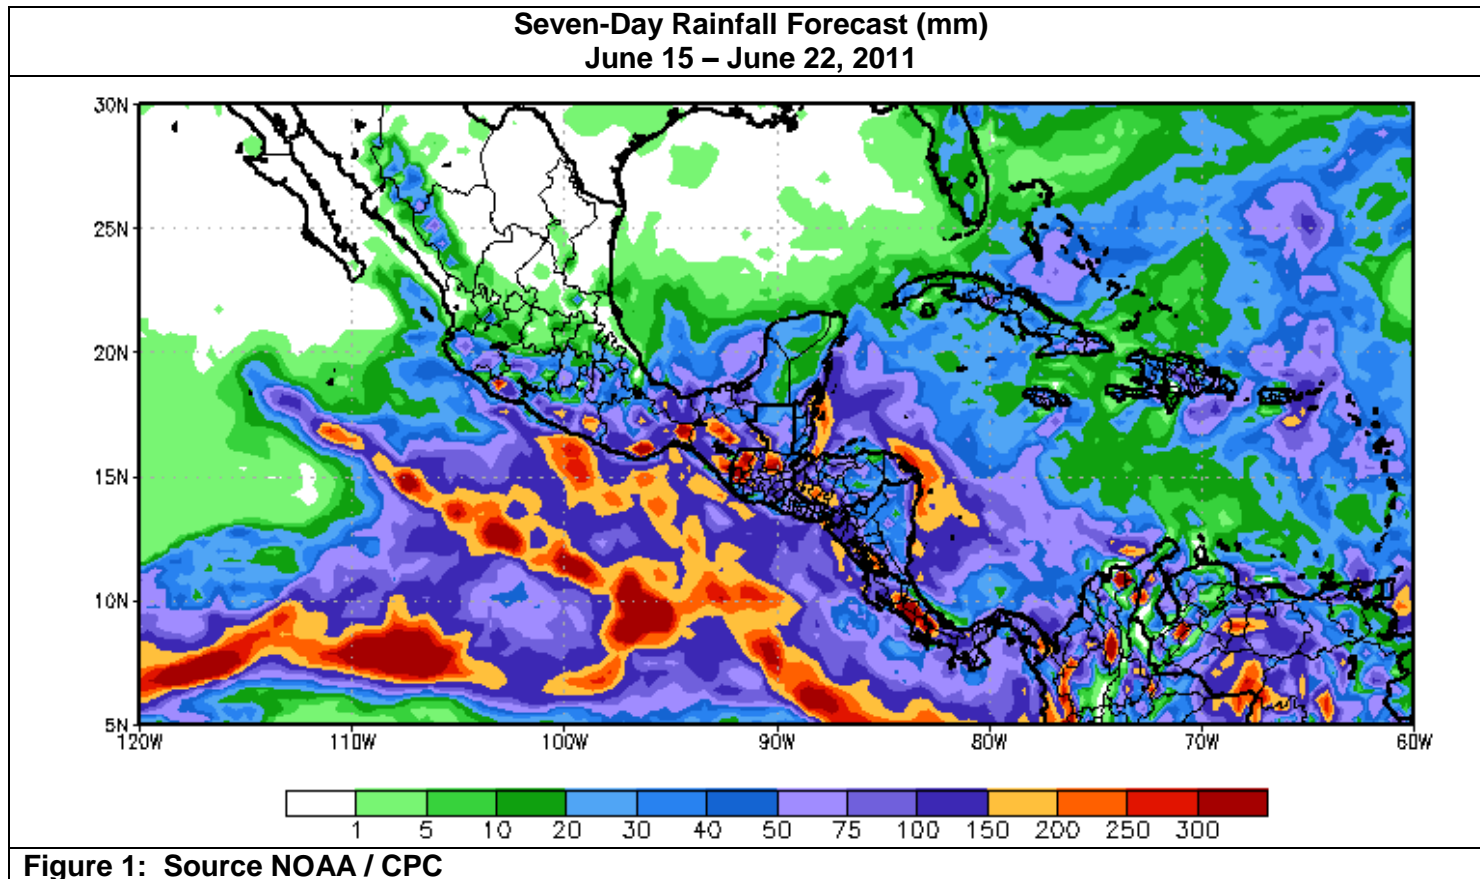 Seven-Day Rainfall Forecast (mm)
June 15 – June 22, 2011
30N
25N
20N
15N
10N
5N
120W 110W 100W 90W 80W 70W 60W
1 5 10 20 30 40 50 75 100 150 200 250 300
Figure 1: Source NOAA / CPC